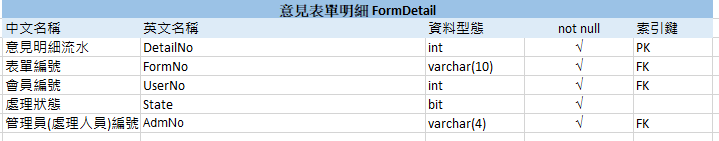 意見表單明細 FormDetail
中文名稱 英文名稱 資料型態 not null 索引鍵
意見明細流水 DetailNo int √ PK
表單編號 FormNo varchar(10) √ FK
會員編號 UserNo int √ FK
處理狀態 State bit √
管理員(處理人員)編號 AdmNo varchar(4) √ FK